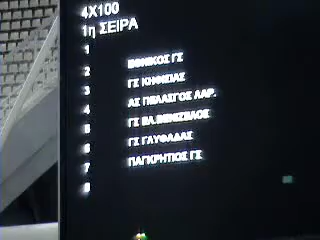 4X100
1η ΣΕΙΡΑ
1
2 ΕΘΝΙΚΟΣ ΓΣ
3 ΓΣ ΚΗΦΙΣΙΑΣ
4 ΑΣ ΠΕΛΑΣΓΟΣ ΛΑΡ.
5 ΓΣ ΕΛ.ΒΕΝΙΖΕΛΟΣ
6 ΓΣ ΓΛΥΦΑΔΑΣ
7 ΠΑΓΚΡΗΤΙΟΣ ΓΣ
8